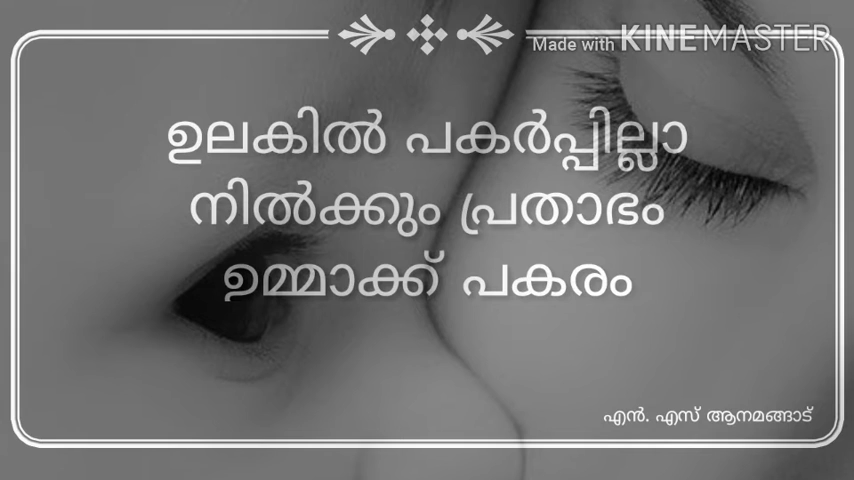 Made with KINEMASTER
ഉലകിൽ പകർപ്പില്ലാ
നിൽക്കും പ്രതാഭം
ഉമ്മാക്ക് പകരം
എൻ. എസ് ആനമങ്ങാട്